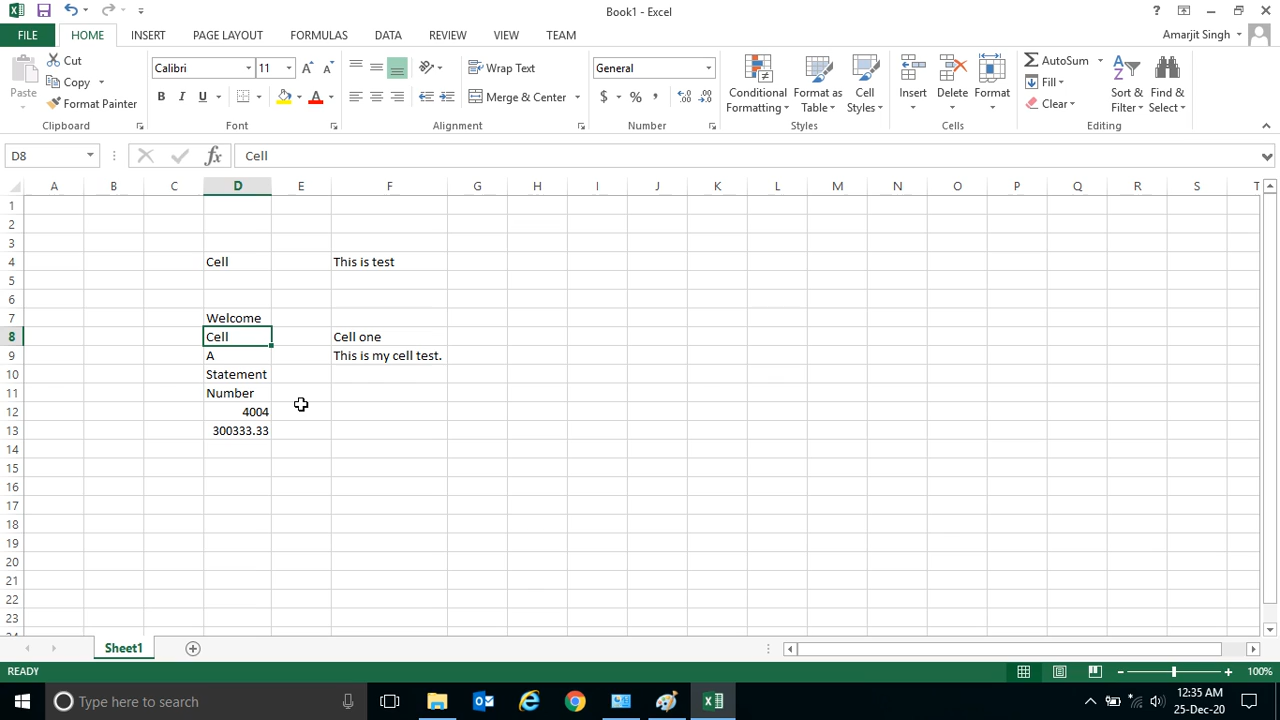 Book1 - Excel
?
FILE HOME INSERT PAGE LAYOUT FORMULAS DATA REVIEW VIEW TEAM
Amarjit Singh
Paste
Cut
Copy
Format Painter
Clipboard
Calibri 11
B I U
Font
Wrap Text
Merge & Center
Alignment
General
$ % ,
Number
Conditional Formatting
Format as Table
Cell Styles
Styles
Insert Delete Format
Cells
AutoSum
Fill
Clear
Sort & Filter
Find & Select
Editing
D8 fx Cell
A B C D E F G H I J K L M N O P Q R S T
1
2
3
4 Cell This is test
5
6
7 Welcome
8 Cell Cell one
9 A This is my cell test.
10 Statement
11 Number
12 4004
13 300333.33
14
15
16
17
18
19
20
21
22
23
24
Sheet1
READY 100%
Type here to search
12:35 AM
25-Dec-20